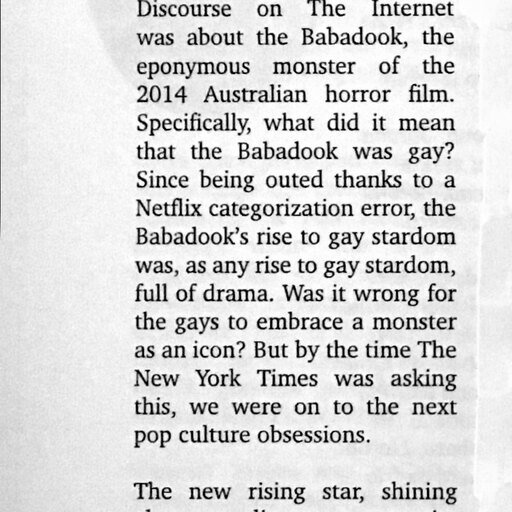 Discourse on The Internet
was about the Babadook, the
eponymous monster of the
2014 Australian horror film.
Specifically, what did it mean
that the Babadook was gay?
Since being outed thanks to a
Netflix categorization error, the
Babadook's rise to gay stardom
was, as any rise to gay stardom,
full of drama. Was it wrong for
the gays to embrace a monster
as an icon? But by the time The
New York Times was asking
this, we were on to the next
pop culture obsessions.
The new rising star, shining